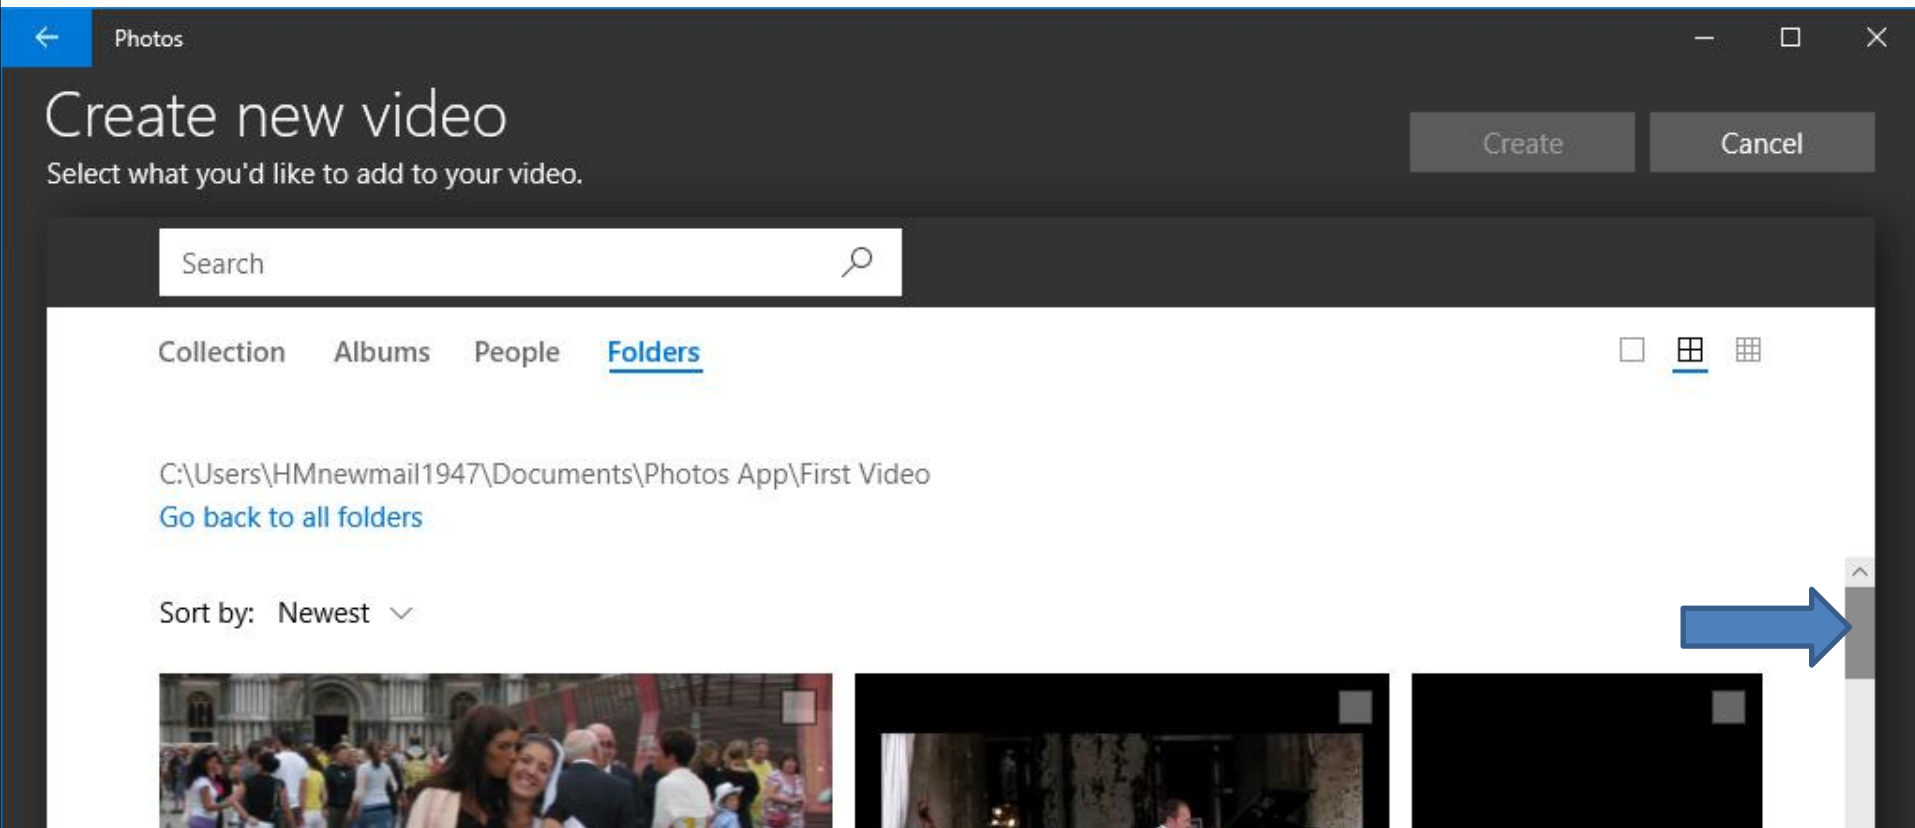 Photos
Create new video
Select what you'd like to add to your video.
Create
Cancel
Search
Collection Albums People Folders
C:\Users\HMnewmail1947\Documents\Photos App\First Video
Go back to all folders
Sort by: Newest